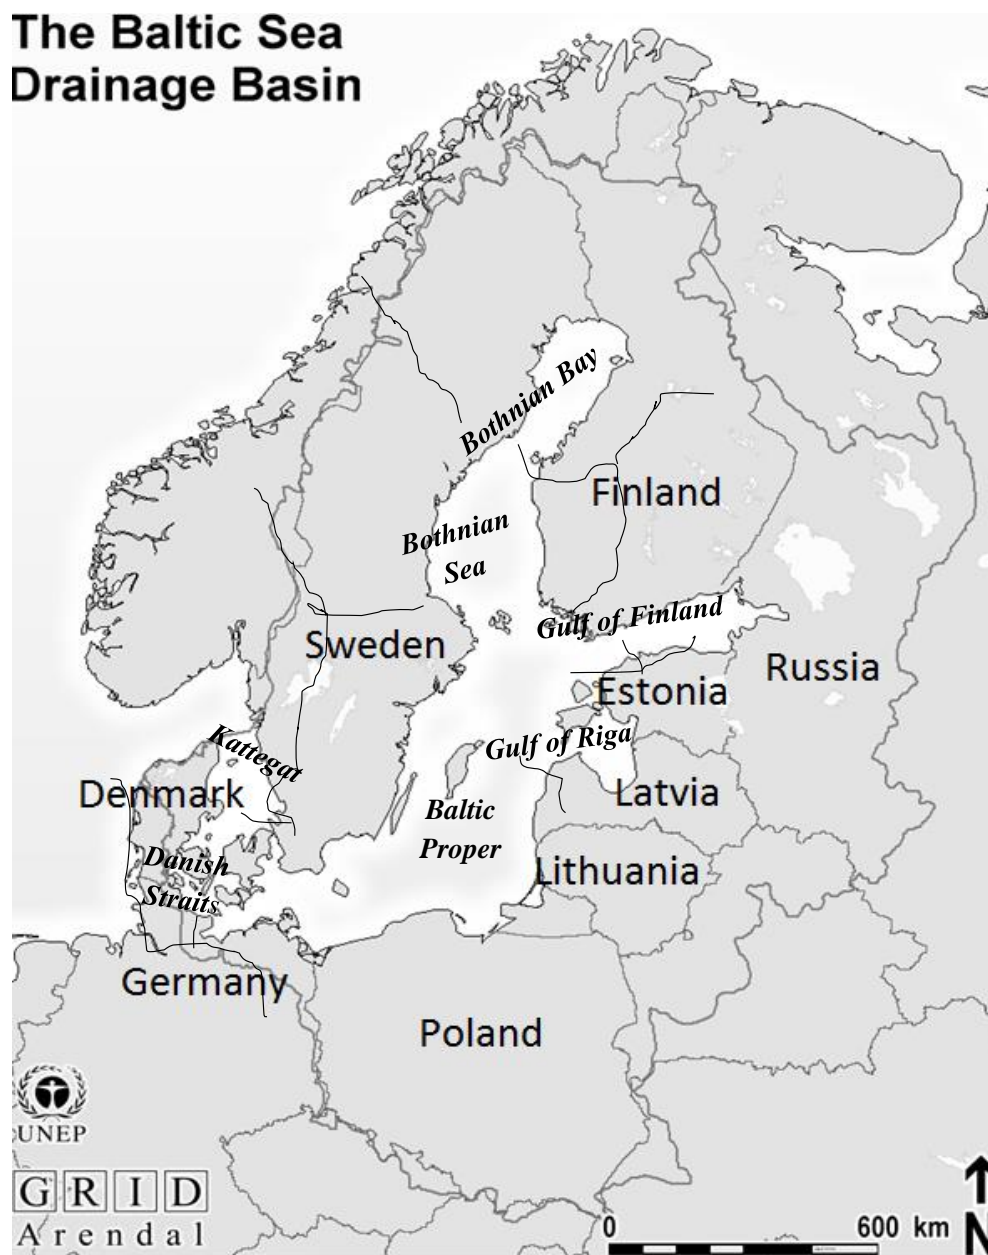 The Baltic Sea
Drainage Basin
Bothnian Bay
Finland
Bothnian
Sea
Gulf of Finland
Sweden
Russia
Estonia
Gulf of Riga
Kattegat
Denmark
Latvia
Baltic
Proper
Danish
Straits
Lithuania
Germany
Poland
UNEP
GRID
Arendal
0 600 km
N